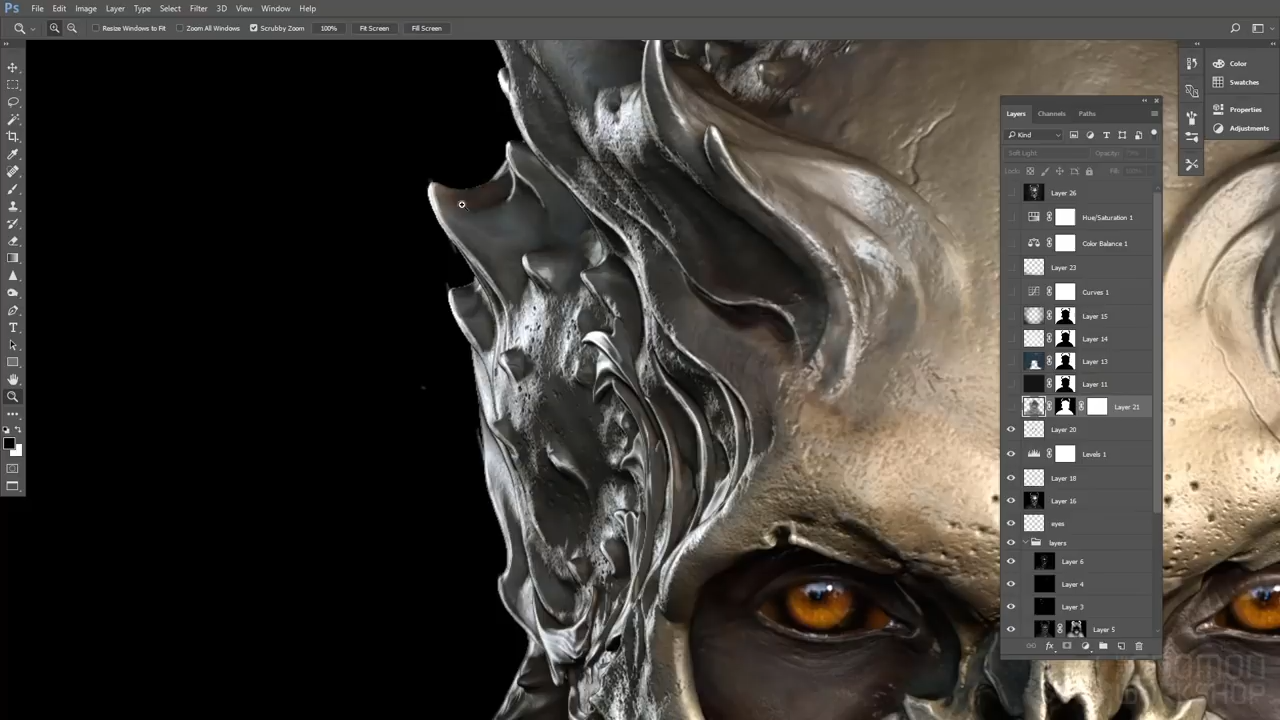 Ps File Edit Image Layer Type Select Filter 3D View Window Help
Resize Windows to Fit Zoom All Windows Scrubby Zoom 100% Fit Screen Fill Screen
Color
Swatches
Properties
Adjustments
Layers Channels Paths
Kind
Soft Light Opacity:
Lock: Fill:
Layer 26
Hue/Saturation 1
Color Balance 1
Layer 23
Curves 1
Layer 15
Layer 14
Layer 13
Layer 11
Layer 21
Layer 20
Levels 1
Layer 18
Layer 16
eyes
layers
Layer 6
Layer 4
Layer 3
Layer 5
fx